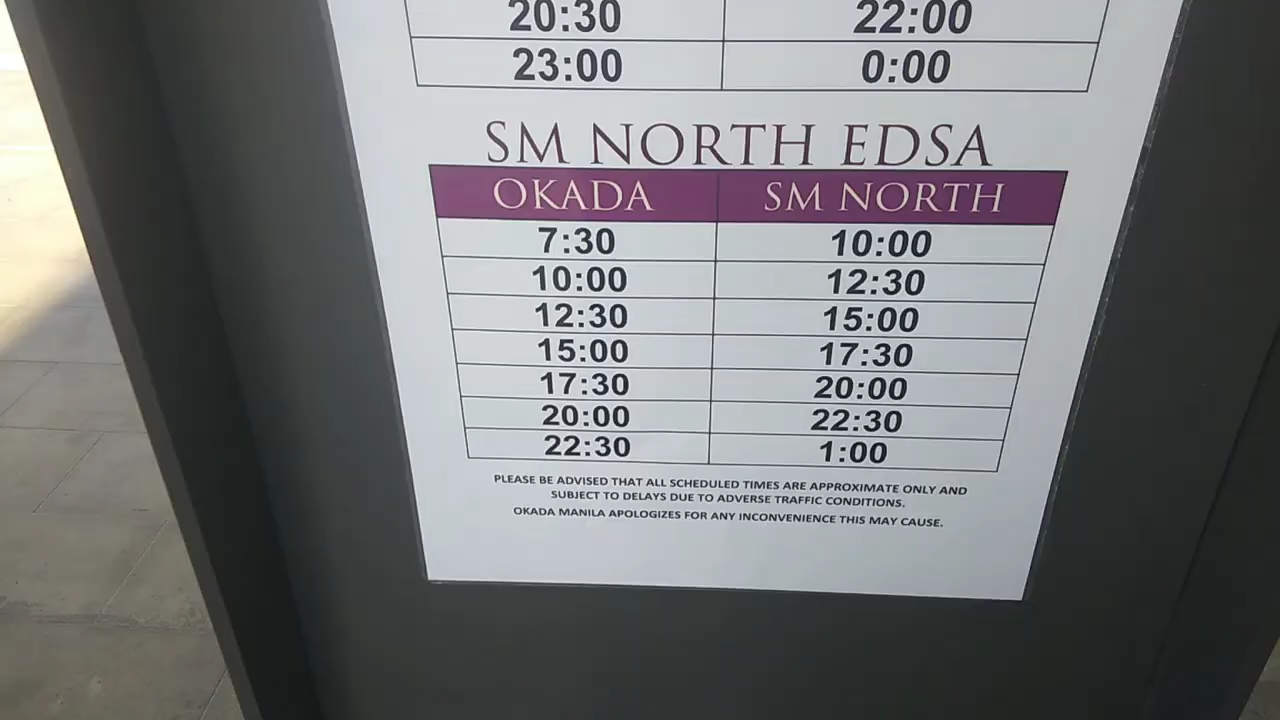 20:30 22:00
23:00 0:00
SM NORTH EDSA
OKADA SM NORTH
7:30 10:00
10:00 12:30
12:30 15:00
15:00 17:30
17:30 20:00
20:00 22:30
22:30 1:00
PLEASE BE ADVISED THAT ALL SCHEDULED TIMES ARE APPROXIMATE ONLY AND
SUBJECT TO DELAYS DUE TO ADVERSE TRAFFIC CONDITIONS.
OKADA MANILA APOLOGIZES FOR ANY INCONVENIENCE THIS MAY CAUSE.